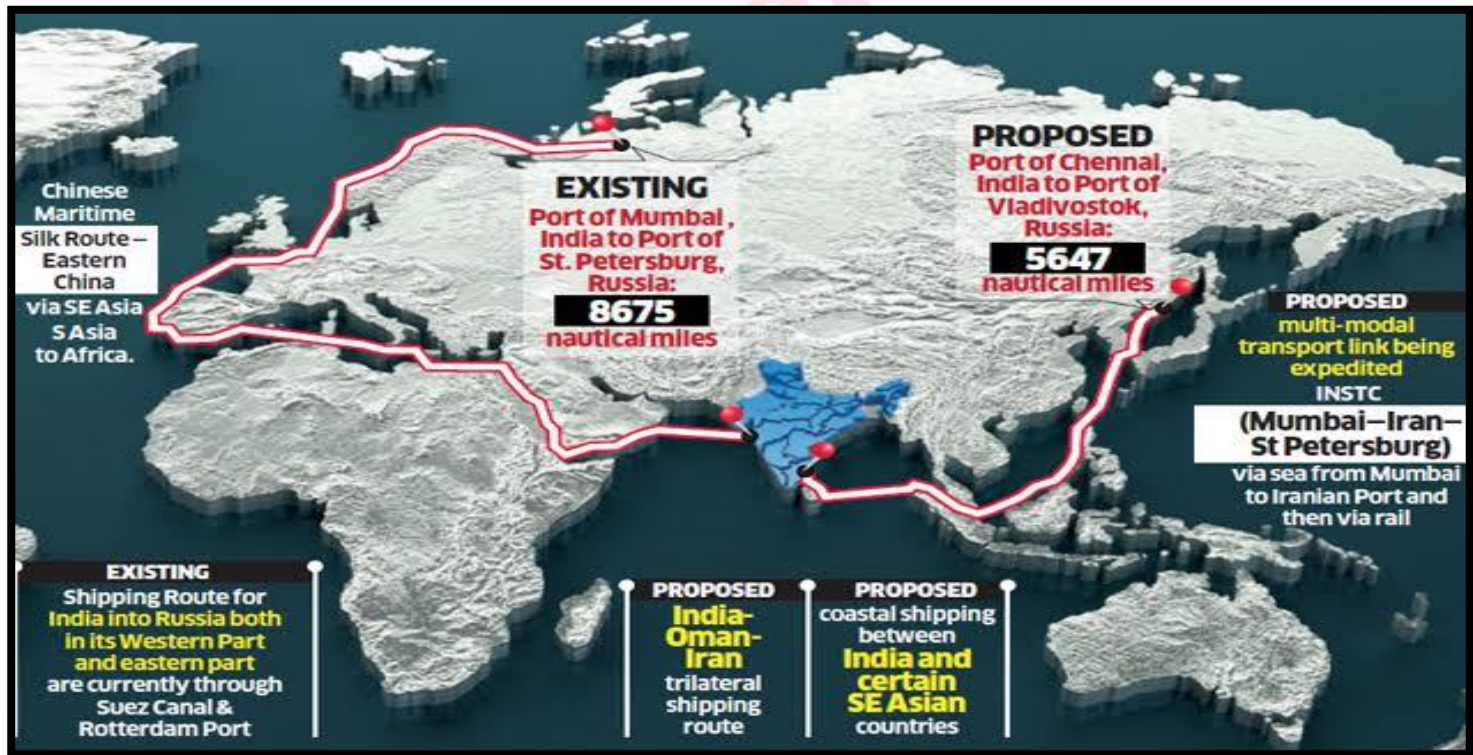 Chinese
Maritime
Silk Route –
Eastern
China
via SE Asia
S Asia
to Africa.
EXISTING
Port of Mumbai ,
India to Port of
St. Petersburg,
Russia:
8675
nautical miles
PROPOSED
Port of Chennai,
India to Port of
Vladivostok,
Russia:
5647
nautical miles
PROPOSED
multi-modal
transport link being
expedited
INSTC
(Mumbai–Iran–
St Petersburg)
via sea from Mumbai
to Iranian Port and
then via rail
EXISTING
Shipping Route for
India into Russia both
in its Western Part
and eastern part
are currently through
Suez Canal &
Rotterdam Port
PROPOSED
India-
Oman-
Iran
trilateral
shipping
route
PROPOSED
coastal shipping
between
India and
certain
SE Asian
countries